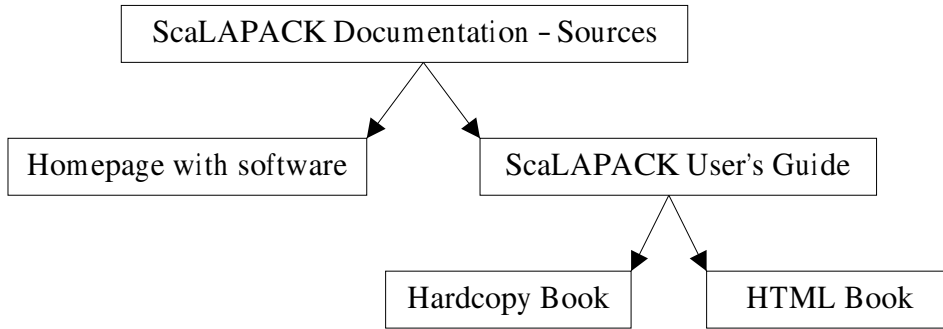 ScaLAPACK Documentation - Sources
Homepage with software
ScaLAPACK User's Guide
Hardcopy Book
HTML Book